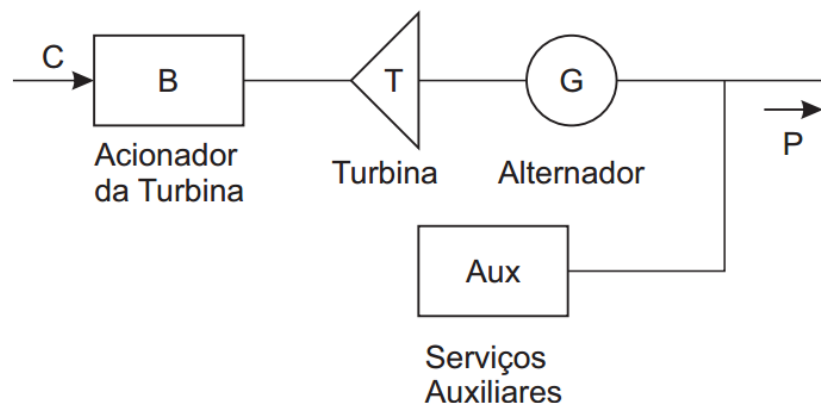 C
B
T
G
P
Acionador
da Turbina
Turbina
Alternador
Aux
Serviços
Auxiliares